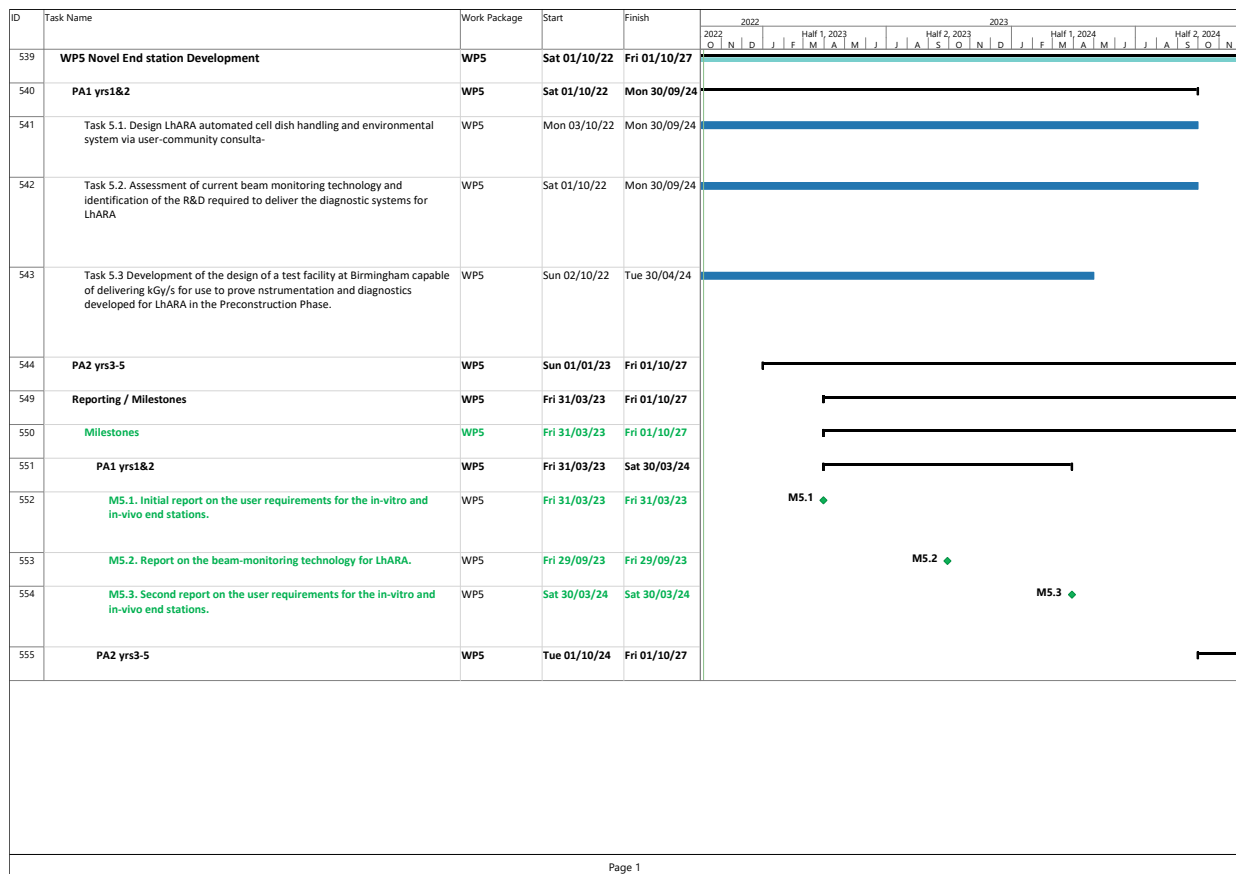 ID Task Name Work Package Start Finish
2022 2023
2022 Half 1, 2023 Half 2, 2023 Half 1, 2024 Half 2, 2024
O N D J F M A M J J A S O N D J F M A M J J A S O N
539 WP5 Novel End station Development WP5 Sat 01/10/22 Fri 01/10/27
540 PA1 yrs1&2 WP5 Sat 01/10/22 Mon 30/09/24
541 Task 5.1. Design LhARA automated cell dish handling and environmental WP5 Mon 03/10/22 Mon 30/09/24
system via user-community consulta-
542 Task 5.2. Assessment of current beam monitoring technology and WP5 Sat 01/10/22 Mon 30/09/24
identification of the R&D required to deliver the diagnostic systems for
LhARA
543 Task 5.3 Development of the design of a test facility at Birmingham capable WP5 Sun 02/10/22 Tue 30/04/24
of delivering kGy/s for use to prove nstrumentation and diagnostics
developed for LhARA in the Preconstruction Phase.
544 PA2 yrs3-5 WP5 Sun 01/01/23 Fri 01/10/27
549 Reporting / Milestones WP5 Fri 31/03/23 Fri 01/10/27
550 Milestones WP5 Fri 31/03/23 Fri 01/10/27
551 PA1 yrs1&2 WP5 Fri 31/03/23 Sat 30/03/24
552 M5.1. Initial report on the user requirements for the in-vitro and WP5 Fri 31/03/23 Fri 31/03/23 M5.1
in-vivo end stations.
553 M5.2. Report on the beam-monitoring technology for LhARA. WP5 Fri 29/09/23 Fri 29/09/23 M5.2
554 M5.3. Second report on the user requirements for the in-vitro and WP5 Sat 30/03/24 Sat 30/03/24 M5.3
in-vivo end stations.
555 PA2 yrs3-5 WP5 Tue 01/10/24 Fri 01/10/27
Page 1